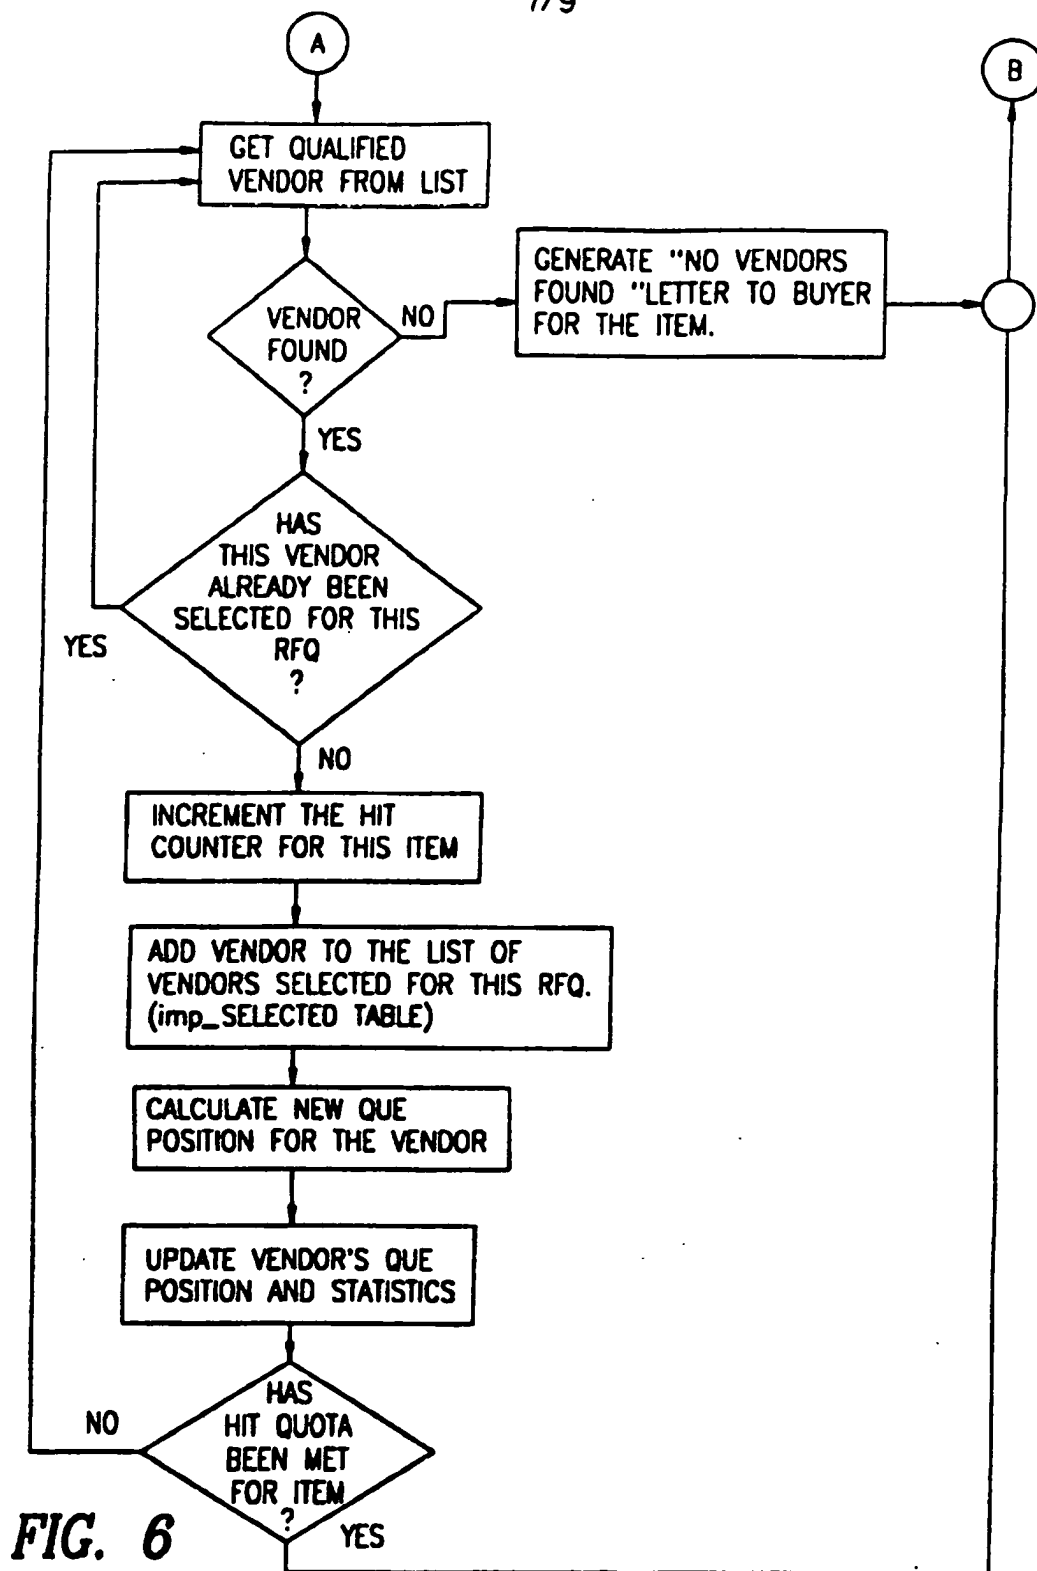 7/9
A
B
GET QUALIFIED
VENDOR FROM LIST
GENERATE "NO VENDORS
FOUND "LETTER TO BUYER
FOR THE ITEM.
VENDOR
FOUND
?
NO
YES
HAS
THIS VENDOR
ALREADY BEEN
SELECTED FOR THIS
RFQ
?
YES
NO
INCREMENT THE HIT
COUNTER FOR THIS ITEM
ADD VENDOR TO THE LIST OF
VENDORS SELECTED FOR THIS RFQ.
(imp_SELECTED TABLE)
CALCULATE NEW QUE
POSITION FOR THE VENDOR
UPDATE VENDOR'S QUE
POSITION AND STATISTICS
HAS
HIT QUOTA
BEEN MET
FOR ITEM
?
NO
YES
FIG. 6